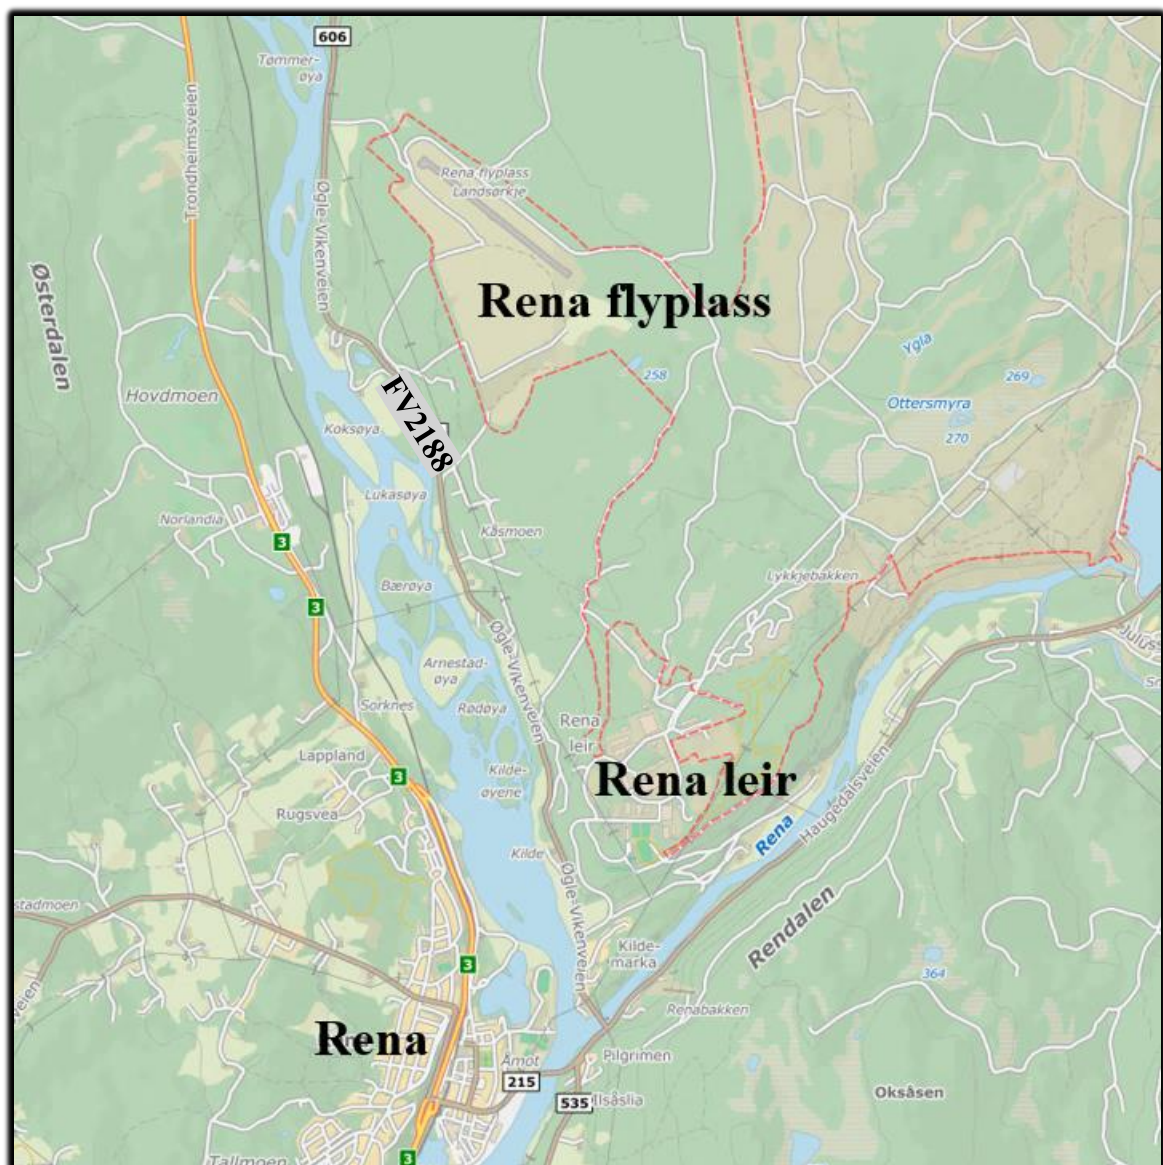 606
Tømmer-
øya
Trondheimsveien
Rena flyplass
Landsørkje
Øgle-Vikenveien
Østerdalen
Rena flyplass
Ygla
258
269
Hovdmoen
Ottersmyra
FV2188
Koksøya
270
Lukasøya
Norlandia
Kåsmoen
3
Lykkjebakken
Bærøya
3
Øgle-Vikenveien
Arnestad-
øya
Sorknes
Rødøya
Rena
leir
Lappland
3
Kilde-
øyene
Rena leir
Haugedalsveien
Rugsvea
Rena
Kilde
Øgle-Vikenveien
stadmoen
Rendalen
Kilde-
marka
3
364
veien
Renabakken
Rena
Åmot
Pilgrimen
215
535
Oksåsen
3
Tallmoen